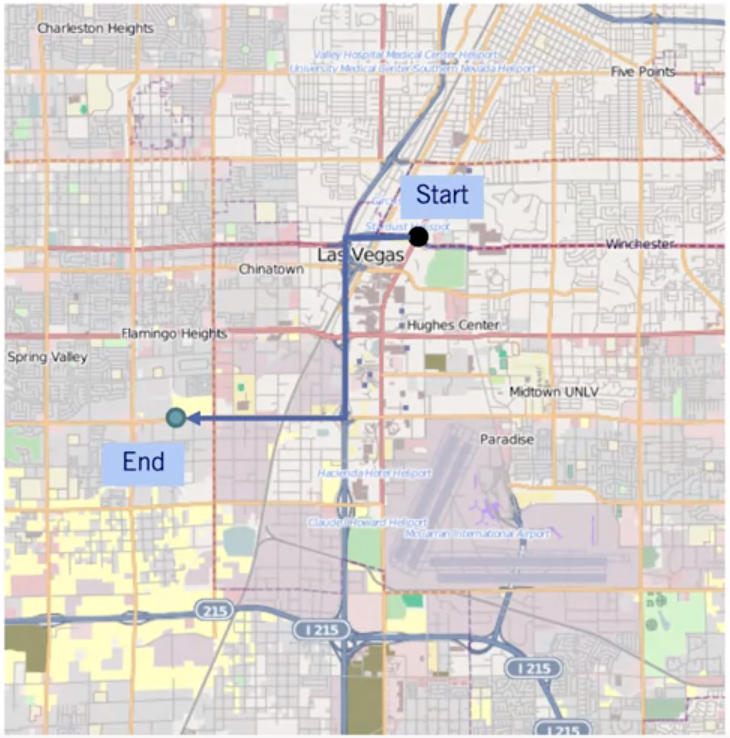 Charleston Heights
Valley Hospital Medical Center Heliport
University Medical Center Southern Nevada Heliport
Five Points
Start
Stardust Heliport
Winchester
Las Vegas
Chinatown
Hughes Center
Flamingo Heights
Spring Valley
Midtown UNLV
Paradise
End
Hacienda Hotel Heliport
Claude I Howard Heliport
McCarran International Airport
215
I 215
I 215
I 215